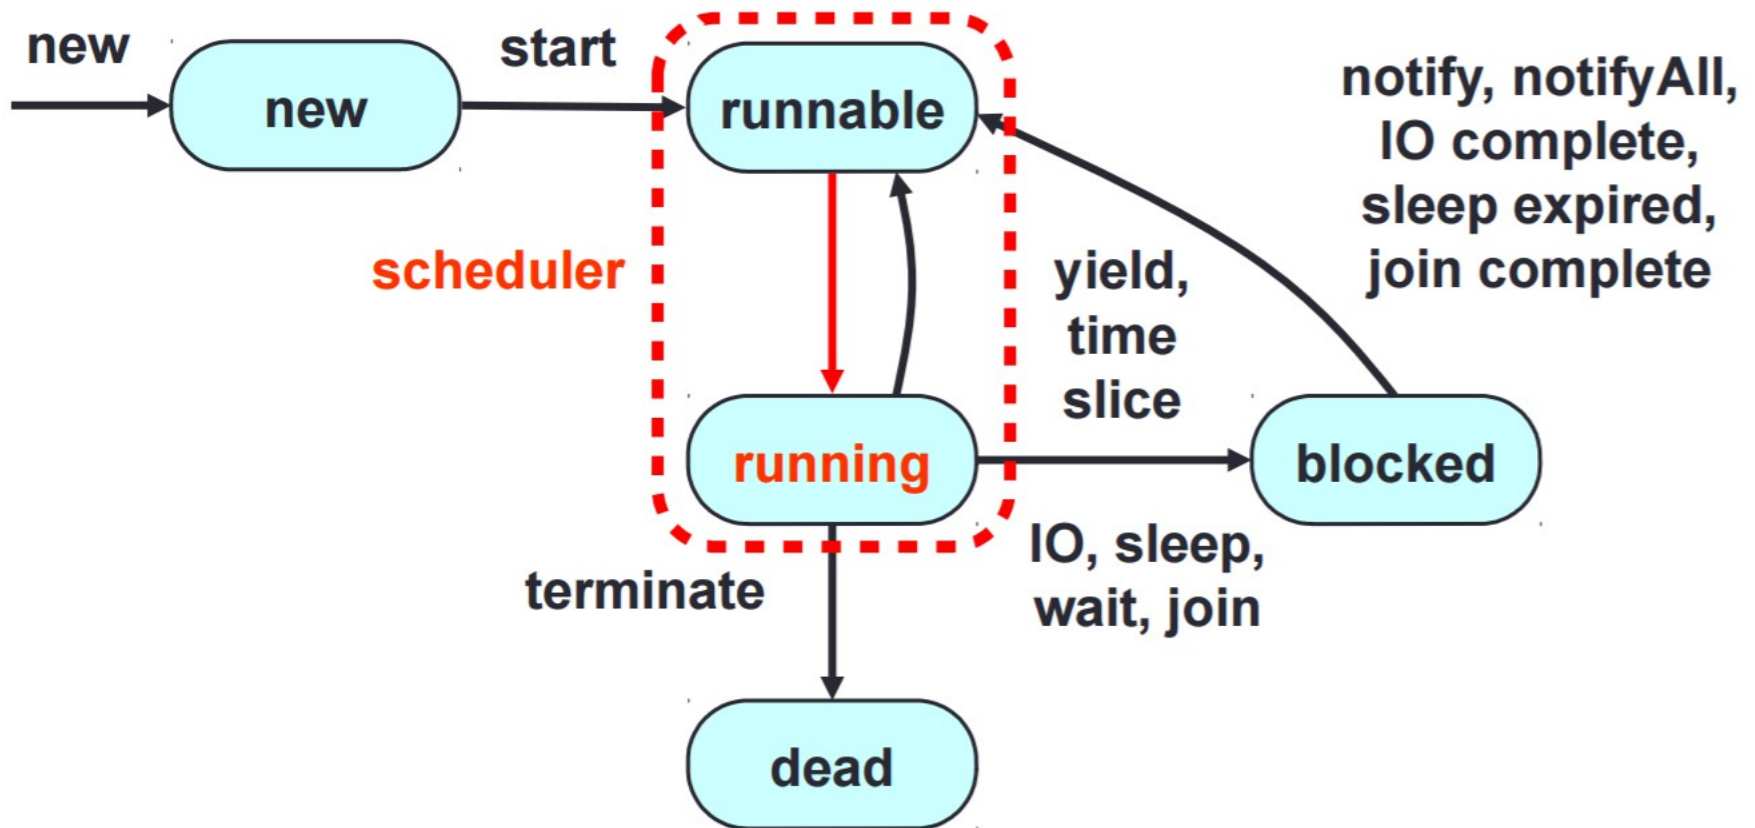 new
new
start
runnable
notify, notifyAll,
IO complete,
sleep expired,
join complete
scheduler
yield,
time
slice
running
blocked
IO, sleep,
wait, join
terminate
dead